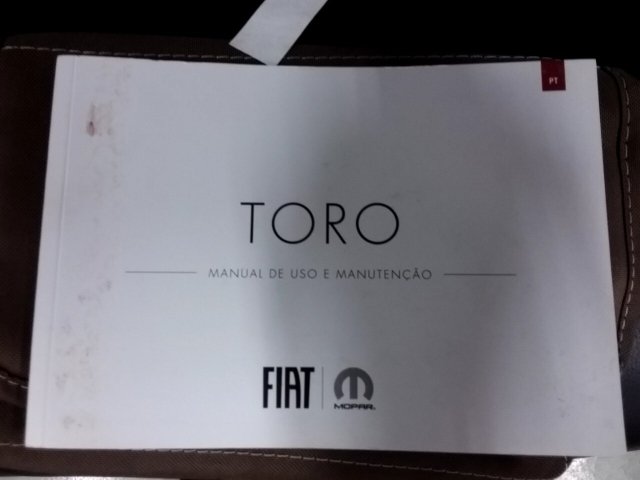 PT
TORO
MANUAL DE USO E MANUTENÇÃO
FIAT
MOPAR.